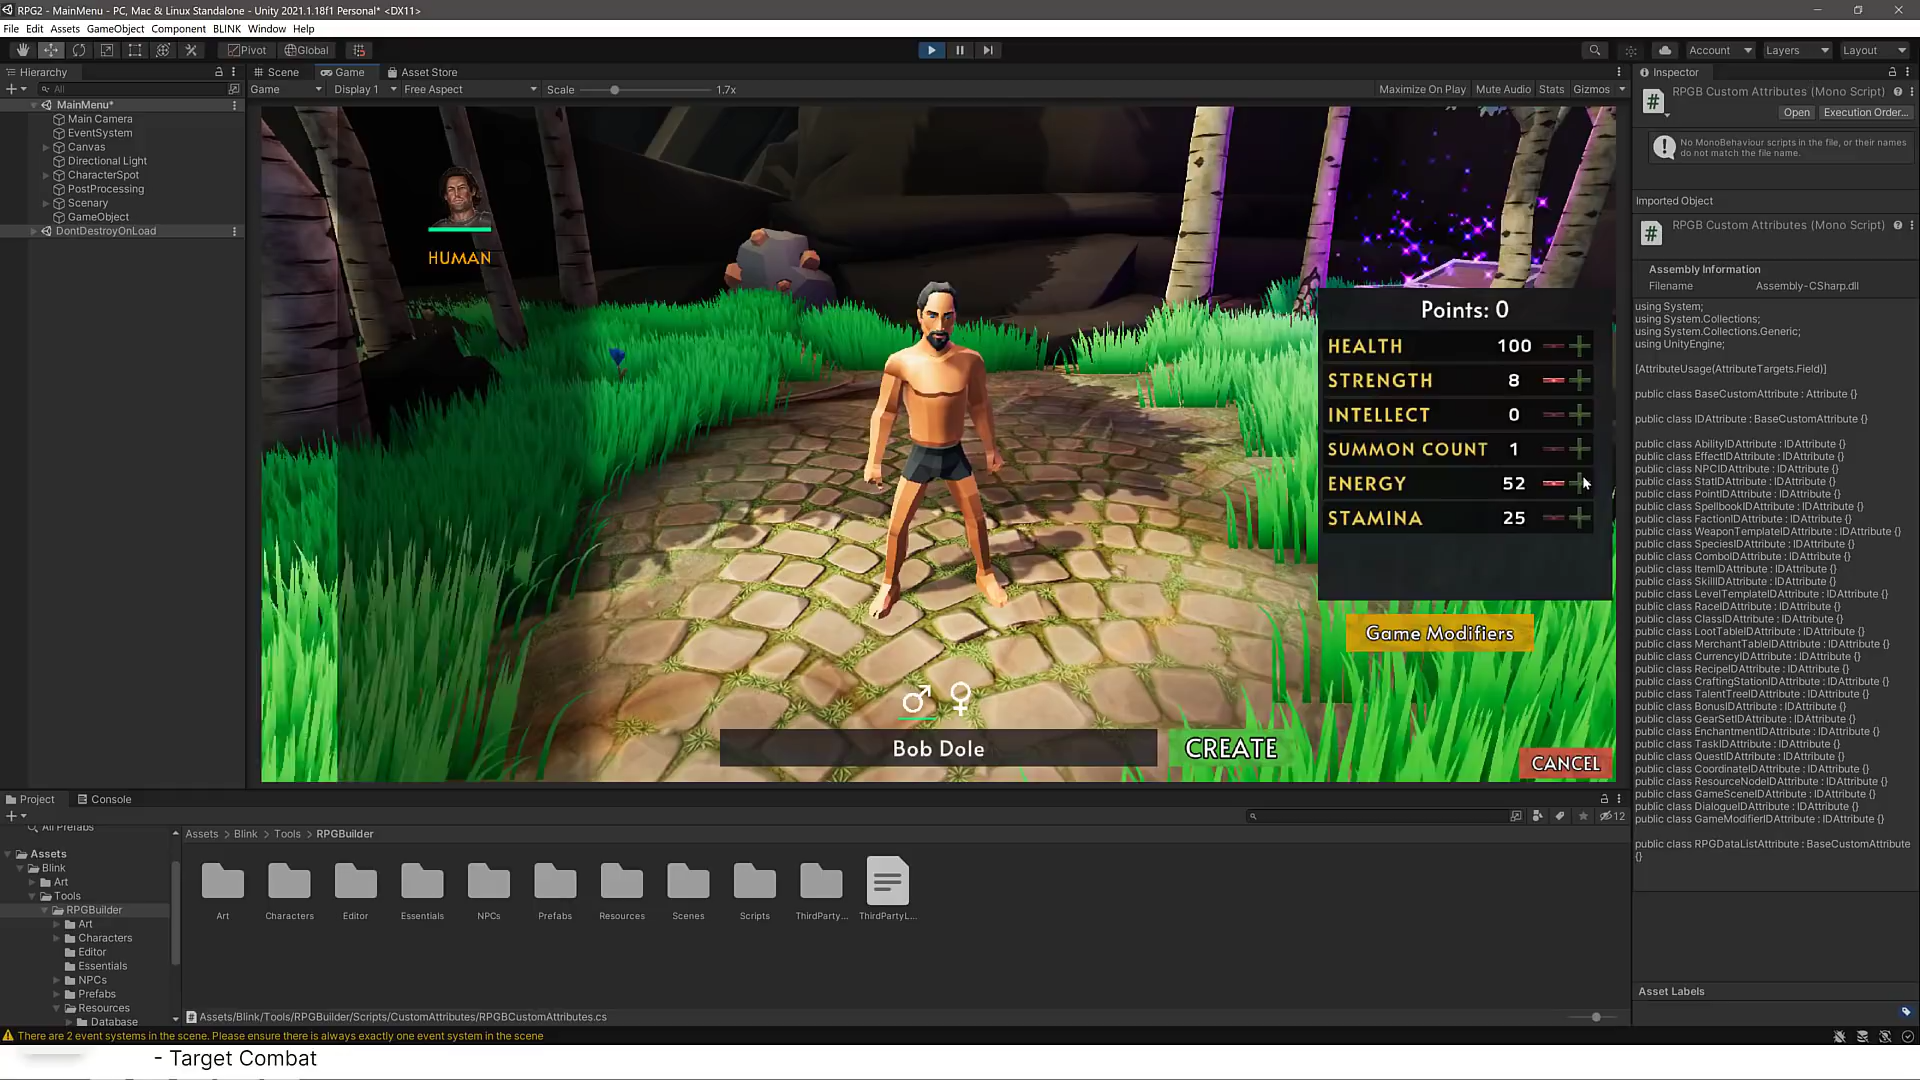 RPG2 - MainMenu - PC, Mac & Linux Standalone - Unity 2021.1.18f1 Personal* <DX11>
File Edit Assets GameObject Component BLINK Window Help
Pivot Global Account Layers Layout
Hierarchy
All
MainMenu*
Main Camera
EventSystem
Canvas
Directional Light
CharacterSpot
PostProcessing
Scenary
GameObject
DontDestroyOnLoad
Scene Game Asset Store
Game Display 1 Free Aspect Scale 1.7x Maximize On Play Mute Audio Stats Gizmos
HUMAN
Points: 0
HEALTH 100
STRENGTH 8
INTELLECT 0
SUMMON COUNT 1
ENERGY 52
STAMINA 25
Game Modifiers
Bob Dole
CREATE
CANCEL
Inspector
RPGB Custom Attributes (Mono Script)
Open Execution Order...
No MonoBehaviour scripts in the file, or their names
do not match the file name.
Imported Object
RPGB Custom Attributes (Mono Script)
Assembly Information
Filename Assembly-CSharp.dll
using System;
using System.Collections;
using System.Collections.Generic;
using UnityEngine;
[AttributeUsage(AttributeTargets.Field)]
public class BaseCustomAttribute : Attribute {}
public class IDAttribute : BaseCustomAttribute {}
public class AbilityIDAttribute : IDAttribute {}
public class EffectIDAttribute : IDAttribute {}
public class NPCIDAttribute : IDAttribute {}
public class StatIDAttribute : IDAttribute {}
public class PointIDAttribute : IDAttribute {}
public class SpellbookIDAttribute : IDAttribute {}
public class FactionIDAttribute : IDAttribute {}
public class WeaponTemplateIDAttribute : IDAttribute {}
public class SpeciesIDAttribute : IDAttribute {}
public class ComboIDAttribute : IDAttribute {}
public class ItemIDAttribute : IDAttribute {}
public class SkillIDAttribute : IDAttribute {}
public class LevelTemplateIDAttribute : IDAttribute {}
public class RaceIDAttribute : IDAttribute {}
public class ClassIDAttribute : IDAttribute {}
public class LootTableIDAttribute : IDAttribute {}
public class MerchantTableIDAttribute : IDAttribute {}
public class CurrencyIDAttribute : IDAttribute {}
public class RecipeIDAttribute : IDAttribute {}
public class CraftingStationIDAttribute : IDAttribute {}
public class TalentTreeIDAttribute : IDAttribute {}
public class BonusIDAttribute : IDAttribute {}
public class GearSetIDAttribute : IDAttribute {}
public class EnchantmentIDAttribute : IDAttribute {}
public class TaskIDAttribute : IDAttribute {}
public class QuestIDAttribute : IDAttribute {}
public class CoordinateIDAttribute : IDAttribute {}
public class ResourceNodeIDAttribute : IDAttribute {}
public class GameSceneIDAttribute : IDAttribute {}
public class DialogueIDAttribute : IDAttribute {}
public class GameModifierIDAttribute : IDAttribute {}
public class RPGDataListAttribute : BaseCustomAttribute
{}
Asset Labels
Project Console
12
All Prefabs
Assets
Blink
Art
Tools
RPGBuilder
Art
Characters
Editor
Essentials
NPCs
Prefabs
Resources
Database
Assets > Blink > Tools > RPGBuilder
Art Characters Editor Essentials NPCs Prefabs Resources Scenes Scripts ThirdParty... ThirdPartyL...
Assets/Blink/Tools/RPGBuilder/Scripts/CustomAttributes/RPGBCustomAttributes.cs
There are 2 event systems in the scene. Please ensure there is always exactly one event system in the scene
- Target Combat